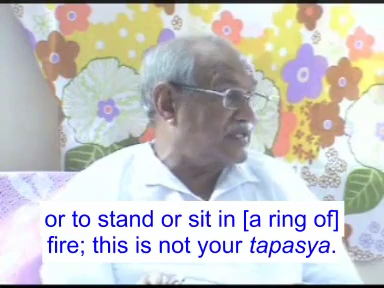 or to stand or sit in [a ring of]
fire; this is not your tapasya.